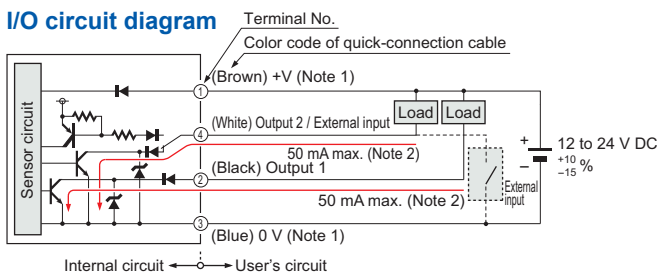 I/O circuit diagram
Terminal No.
Color code of quick-connection cable
(Brown) +V (Note 1)
1
Sensor circuit
(White) Output 2 / External input
4
Load
Load
50 mA max. (Note 2)
+
12 to 24 V DC
+10
–15 %
–
(Black) Output 1
2
50 mA max. (Note 2)
External
input
3
(Blue) 0 V (Note 1)
Internal circuit
User's circuit